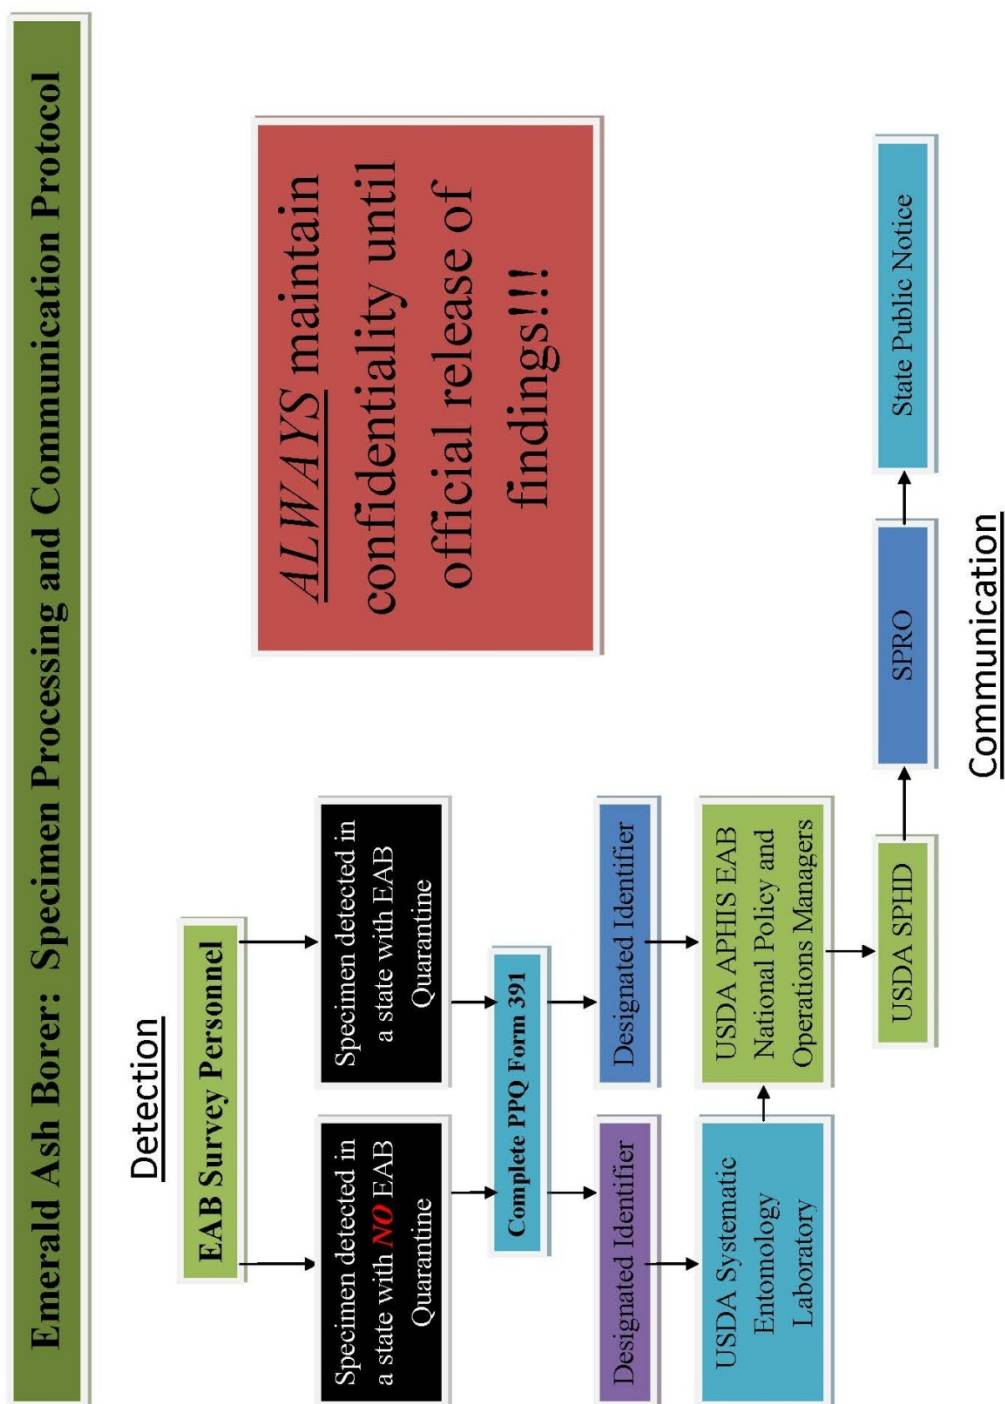 Emerald Ash Borer:  Specimen Processing and Communication Protocol
Detection
EAB Survey Personnel
Specimen detected in
a state with NO EAB
Quarantine
Specimen detected in
a state with EAB
Quarantine
Complete PPQ Form 391
Designated Identifier
Designated Identifier
USDA Systematic
Entomology
Laboratory
USDA APHIS EAB
National Policy and
Operations Managers
USDA SPHD
SPRO
State Public Notice
Communication
ALWAYS maintain
confidentiality until
official release of
findings!!!